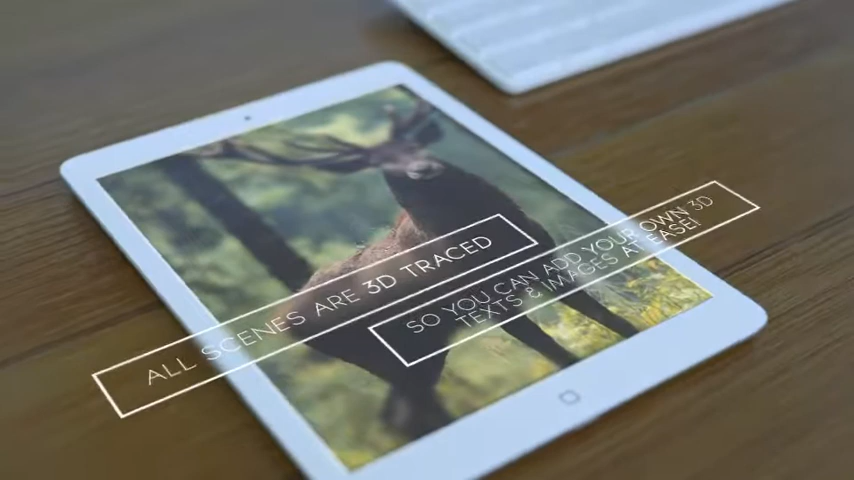 ALL SCENES ARE 3D TRACED
SO YOU CAN ADD YOUR OWN 3D
TEXTS & IMAGES AT EASE!